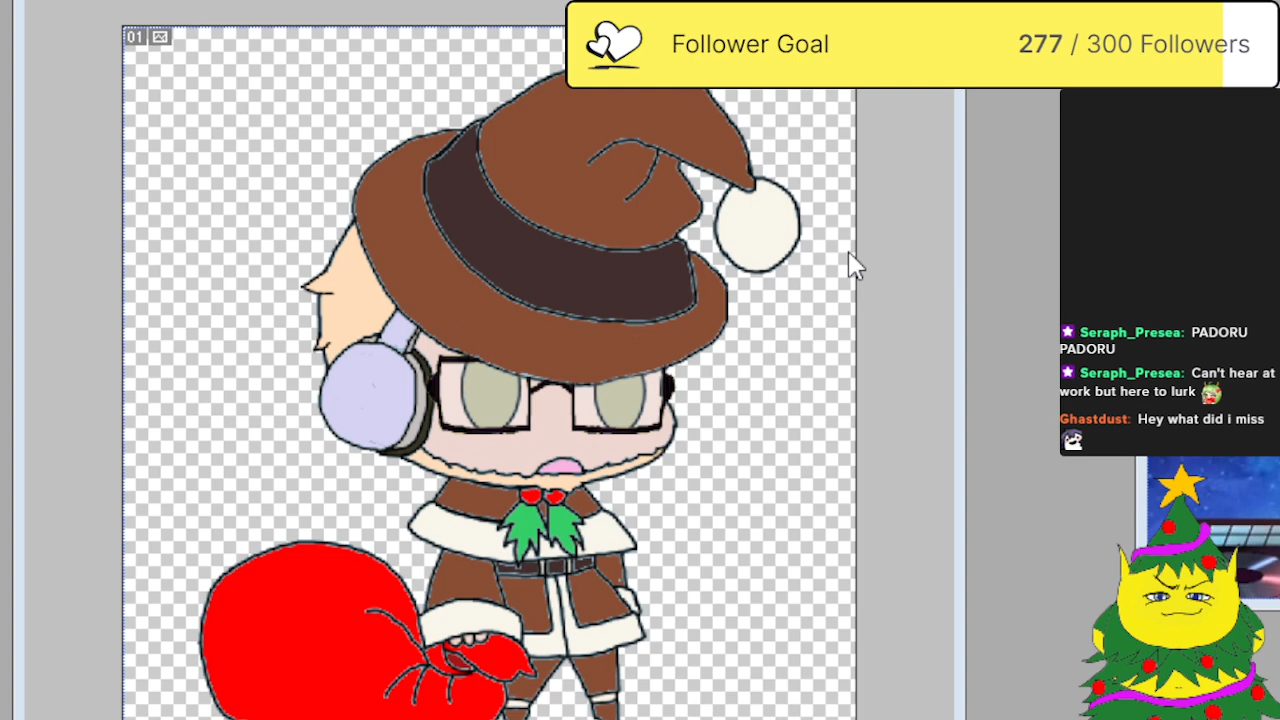 01
Follower Goal
277 / 300 Followers
Seraph_Presea: PADORU
PADORU
Seraph_Presea: Can't hear at
work but here to lurk
Ghastdust: Hey what did i miss